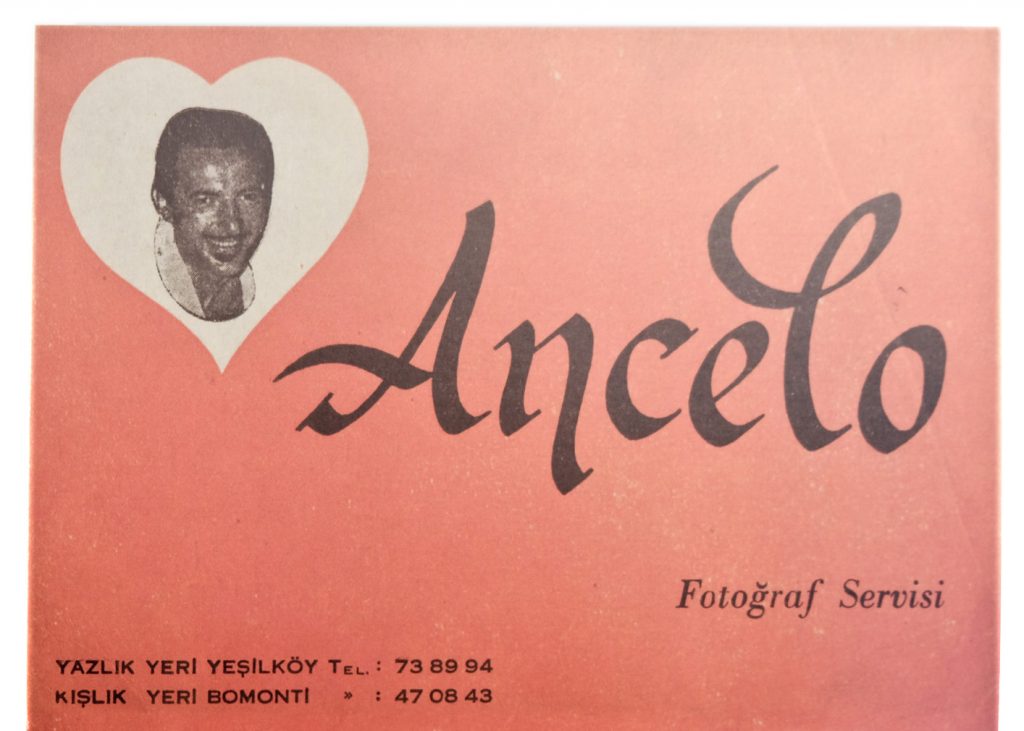 Ancelo
Fotoğraf Servisi
YAZLIK YERİ YEŞİLKÖY TEL. : 73 89 94
KIŞLIK YERİ BOMONTİ » : 47 08 43